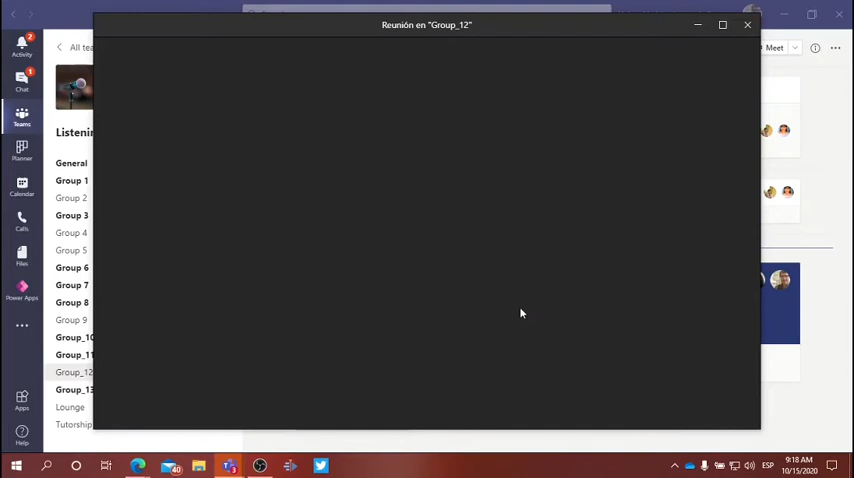 Reunión en "Group_12"
All tea
Meet
2
Activity
1
Chat
Teams
Planner
Calendar
Calls
Files
Power Apps
Apps
Help
Listenin
General
Group 1
Group 2
Group 3
Group 4
Group 5
Group 6
Group 7
Group 8
Group 9
Group_10
Group_11
Group_12
Group_13
Lounge
Tutorship
40
3
ESP
9:18 AM
10/15/2020